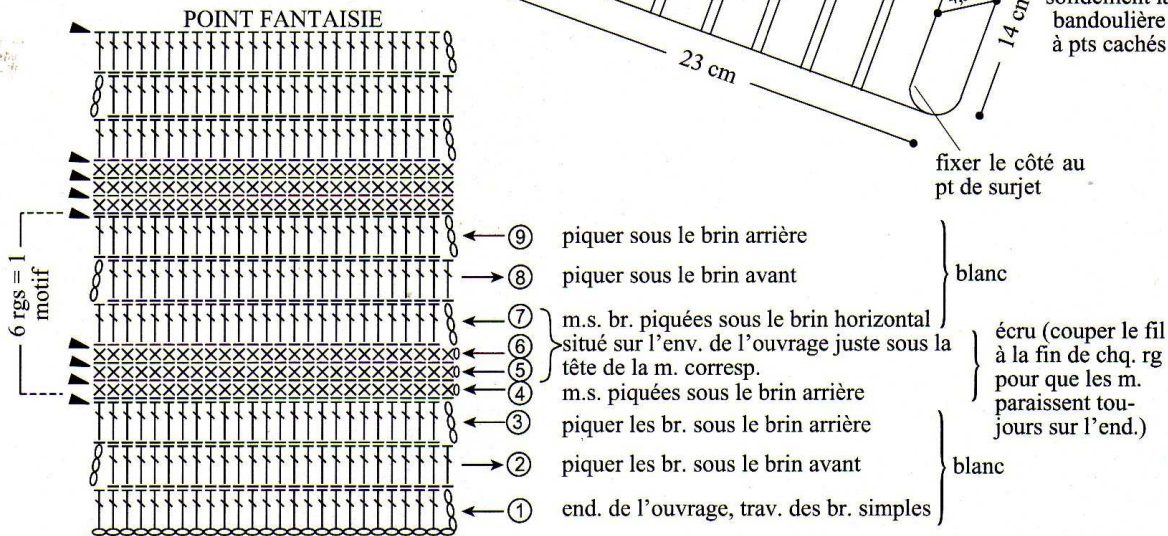 POINT FANTAISIE
23 cm
14 cm
bandoulière
à pts cachés
fixer le côté au
pt de surjet
6 rgs = 1
motif
⑨ piquer sous le brin arrière
⑧ piquer sous le brin avant
blanc
⑦ m.s. br. piquées sous le brin horizontal
⑥ situé sur l'env. de l'ouvrage juste sous la
⑤ tête de la m. corresp.
④ m.s. piquées sous le brin arrière
écru (couper le fil
à la fin de chq. rg
pour que les m.
paraissent tou-
jours sur l'end.)
③ piquer les br. sous le brin arrière
② piquer les br. sous le brin avant
① end. de l'ouvrage, trav. des br. simples
blanc